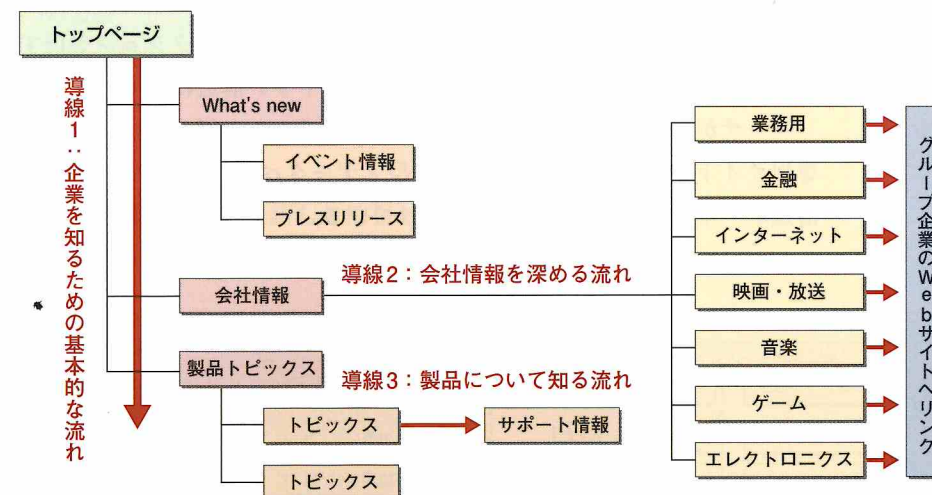 トップページ
導線1：企業を知るための基本的な流れ
What's new
イベント情報
プレスリリース
会社情報
導線2：会社情報を深める流れ
製品トピックス
導線3：製品について知る流れ
トピックス
サポート情報
トピックス
業務用
金融
インターネット
映画・放送
音楽
ゲーム
エレクトロニクス
グループ企業のWebサイトへリンク